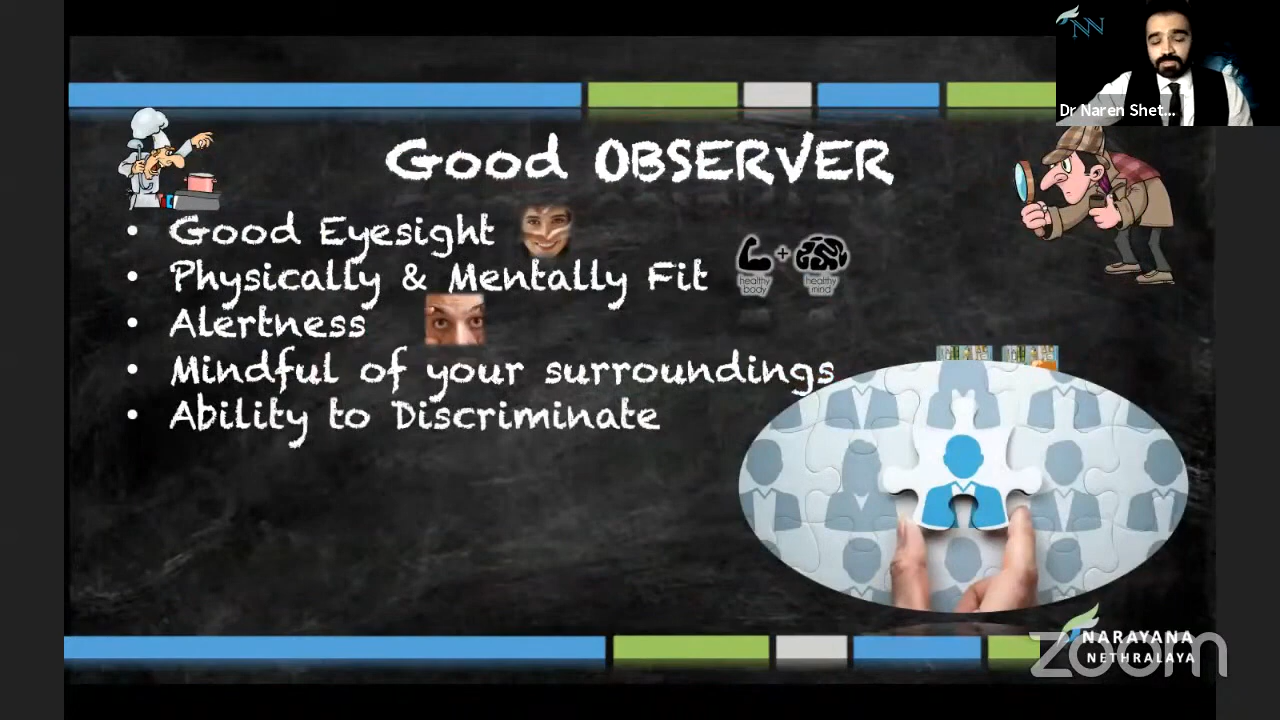 Dr Naren Shet...
Good OBSERVER
• Good Eyesight
• Physically & Mentally Fit
healthy body + healthy mind
• Alertness
• Mindful of your surroundings
• Ability to Discriminate
NARAYANA
NETHRALAYA
zoom